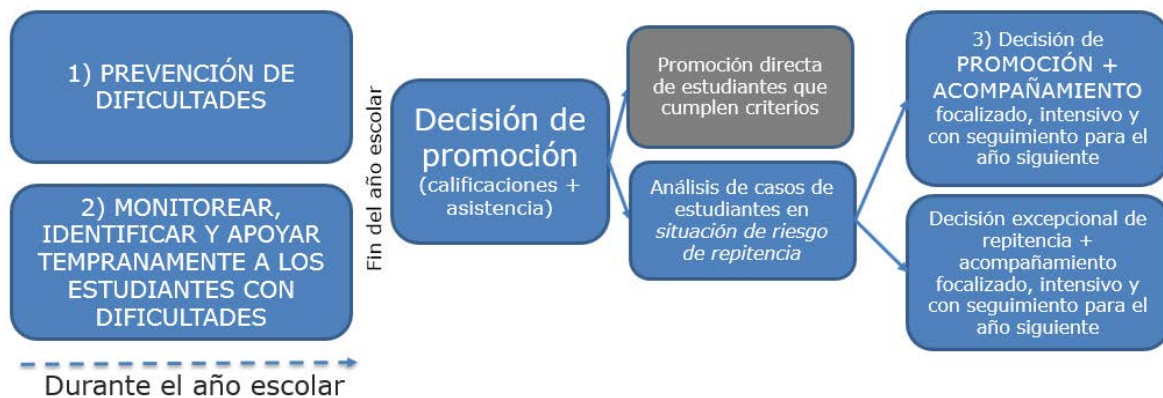 1) PREVENCIÓN DE
DIFICULTADES
2) MONITOREAR,
IDENTIFICAR Y APOYAR
TEMPRANAMENTE A LOS
ESTUDIANTES CON
DIFICULTADES
Durante el año escolar
Fin del año escolar
Decisión de
promoción
(calificaciones +
asistencia)
Promoción directa
de estudiantes que
cumplen criterios
Análisis de casos de
estudiantes en
situación de riesgo
de repitencia
3) Decisión de
PROMOCIÓN +
ACOMPAÑAMIENTO
focalizado, intensivo y
con seguimiento para el
año siguiente
Decisión excepcional de
repitencia +
acompañamiento
focalizado, intensivo y
con seguimiento para el
año siguiente